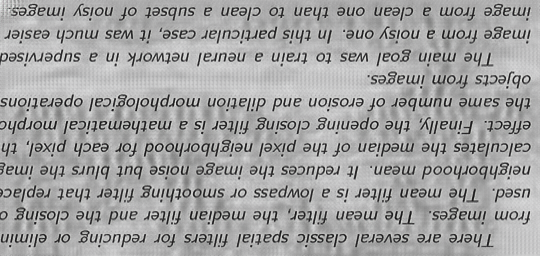 There are several classic spatial filters for reducing or elimin
from images. The mean filter, the median filter and the closing o
used. The mean filter is a lowpass or smoothing filter that replace
neighborhood mean. It reduces the image noise but blurs the imag
calculates the median of the pixel neighborhood for each pixel, th
effect. Finally, the opening closing filter is a mathematical morpho
the same number of erosion and dilation morphological operations
objects from images.
The main goal was to train a neural network in a supervised
image from a noisy one. In this particular case, it was much easier
image from a clean one than to clean a subset of noisy images.